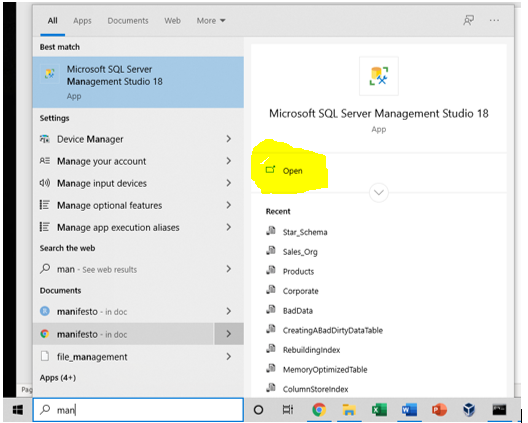 All Apps Documents Web More
Best match
Microsoft SQL Server
Management Studio 18
App
Settings
Device Manager
Manage your account
Manage input devices
Manage optional features
Manage app execution aliases
Search the web
man - See web results
Documents
manifesto - in doc
manifesto - in doc
file_management
Apps (4+)
Microsoft SQL Server Management Studio 18
App
Open
Recent
Star_Schema
Sales_Org
Products
Corporate
BadData
CreatingABadDirtyDataTable
RebuildingIndex
MemoryOptimizedTable
ColumnStoreIndex
Pag
man